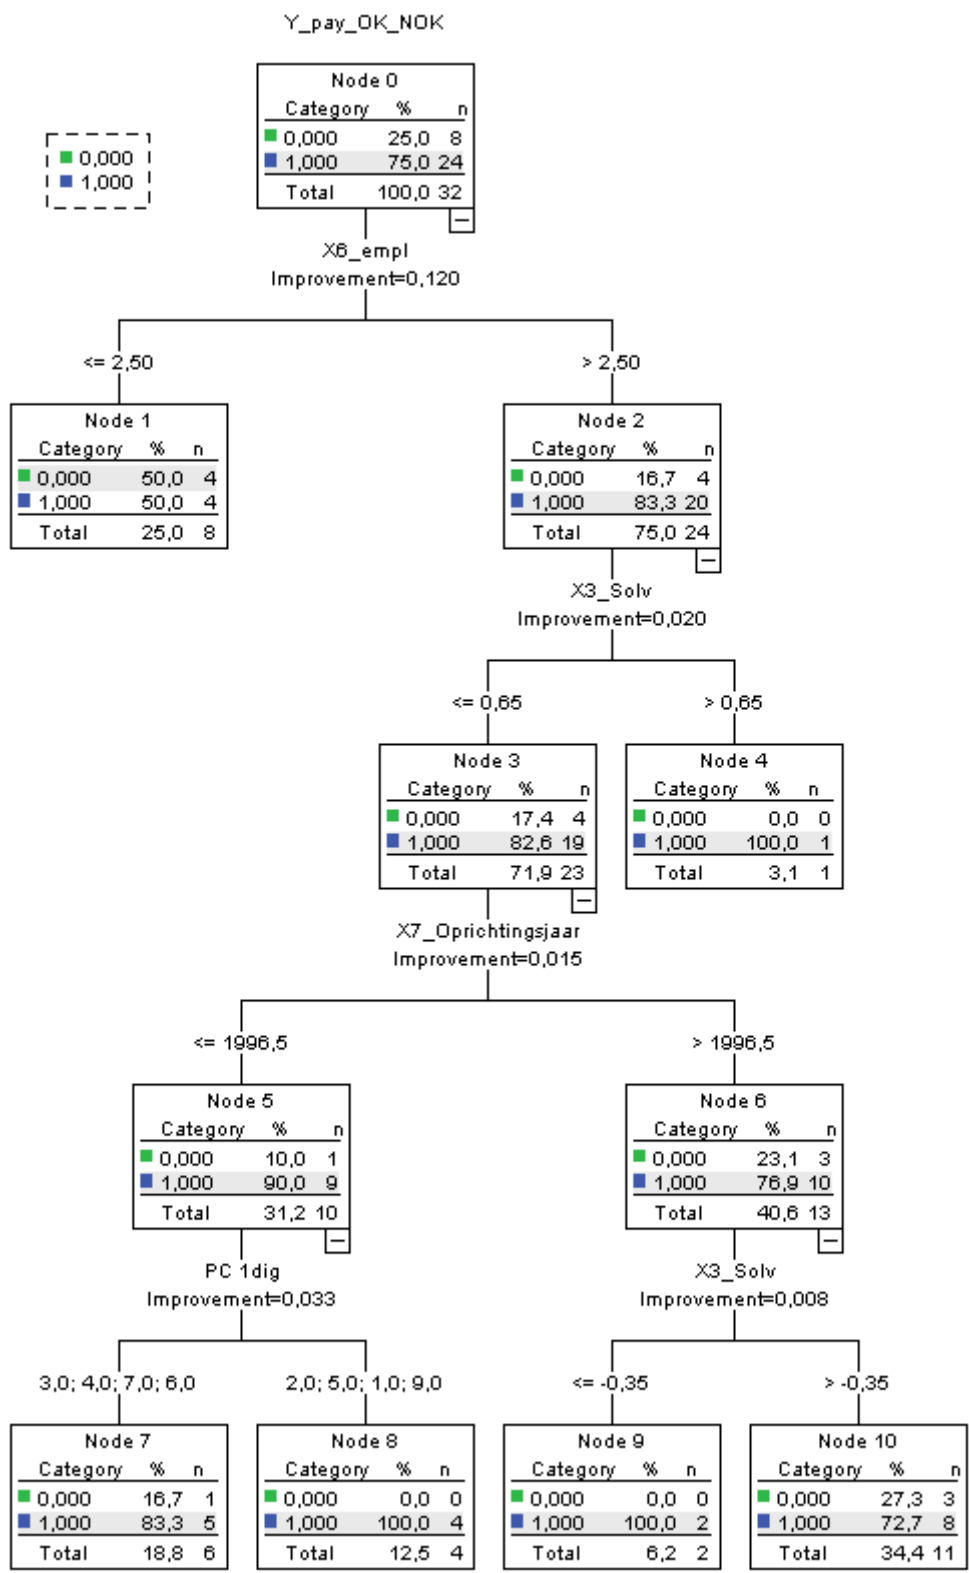 Y_pay_OK_NOK
Node 0
Category % n
0,000 25,0 8
1,000 75,0 24
Total 100,0 32
0,000
1,000
X6_empl
Improvement=0,120
<= 2,50
> 2,50
Node 1
Category % n
0,000 50,0 4
1,000 50,0 4
Total 25,0 8
Node 2
Category % n
0,000 16,7 4
1,000 83,3 20
Total 75,0 24
X3_Solv
Improvement=0,020
<= 0,65
> 0,65
Node 3
Category % n
0,000 17,4 4
1,000 82,6 19
Total 71,9 23
Node 4
Category % n
0,000 0,0 0
1,000 100,0 1
Total 3,1 1
X7_Oprichtingsjaar
Improvement=0,015
<= 1996,5
> 1996,5
Node 5
Category % n
0,000 10,0 1
1,000 90,0 9
Total 31,2 10
Node 6
Category % n
0,000 23,1 3
1,000 76,9 10
Total 40,6 13
PC 1dig
Improvement=0,033
X3_Solv
Improvement=0,008
3,0; 4,0; 7,0; 6,0
2,0; 5,0; 1,0; 9,0
<= -0,35
> -0,35
Node 7
Category % n
0,000 16,7 1
1,000 83,3 5
Total 18,8 6
Node 8
Category % n
0,000 0,0 0
1,000 100,0 4
Total 12,5 4
Node 9
Category % n
0,000 0,0 0
1,000 100,0 2
Total 6,2 2
Node 10
Category % n
0,000 27,3 3
1,000 72,7 8
Total 34,4 11